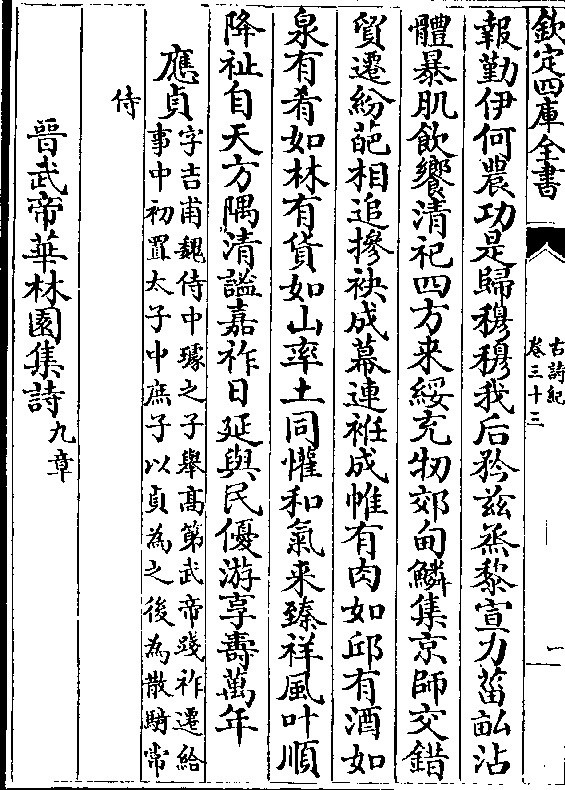 欽定四庫全書
古詩紀
卷三十三
一
報勤伊何農功是歸穆穆我后矜兹烝黎宣力菑畝沾
體暴肌飲饗清祀四方来綏充牣郊甸鱗集京師交錯
貿遷紛葩相追摻袂成幕連袵成帷有肉如邱有酒如
泉有肴如林有貨如山率土同懽和氣来臻祥風叶順
降祉自天方隅清謐嘉祚日延與民優游享壽萬年
應貞
字吉甫魏侍中璩之子舉髙第武帝踐祚遷給
事中初置太子中庶子以貞為之後為散騎常
侍
晉武帝華林園集詩九章